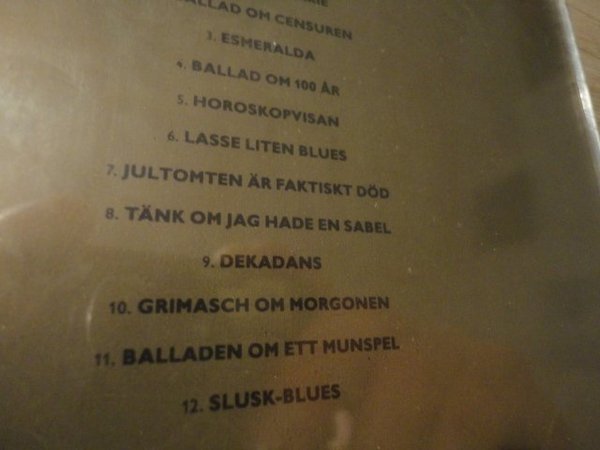 BALLAD OM CENSUREN
3. ESMERALDA
4. BALLAD OM 100 ÅR
5. HOROSKOPVISAN
6. LASSE LITEN BLUES
7. JULTOMTEN ÄR FAKTISKT DÖD
8. TÄNK OM JAG HADE EN SABEL
9. DEKADANS
10. GRIMASCH OM MORGONEN
11. BALLADEN OM ETT MUNSPEL
12. SLUSK-BLUES